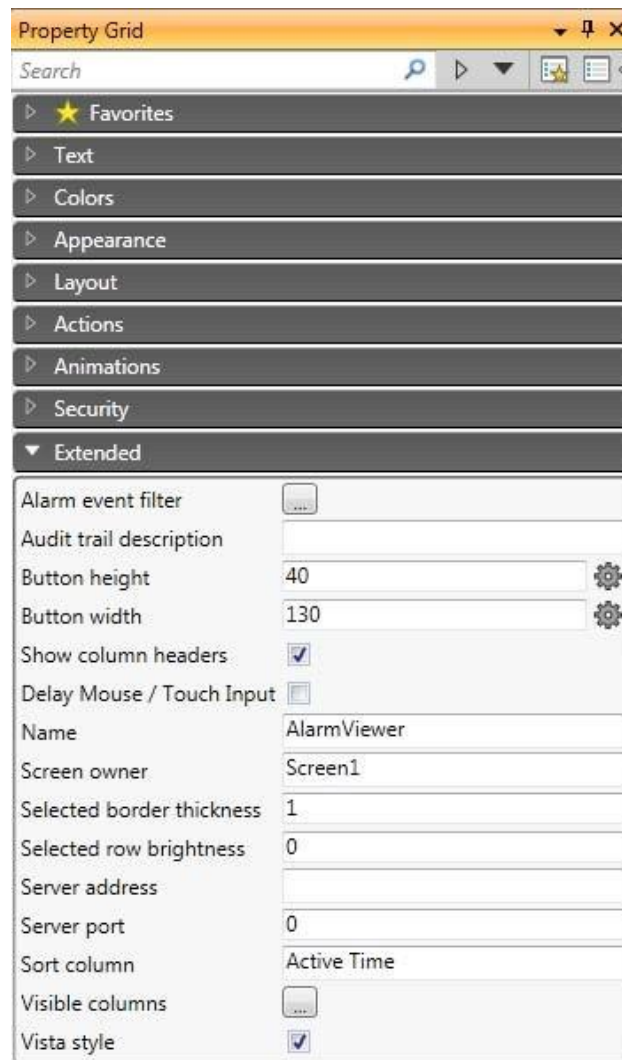 Property Grid
Search
Favorites
Text
Colors
Appearance
Layout
Actions
Animations
Security
Extended
Alarm event filter ...
Audit trail description
Button height 40
Button width 130
Show column headers
Delay Mouse / Touch Input
Name AlarmViewer
Screen owner Screen1
Selected border thickness 1
Selected row brightness 0
Server address
Server port 0
Sort column Active Time
Visible columns ...
Vista style